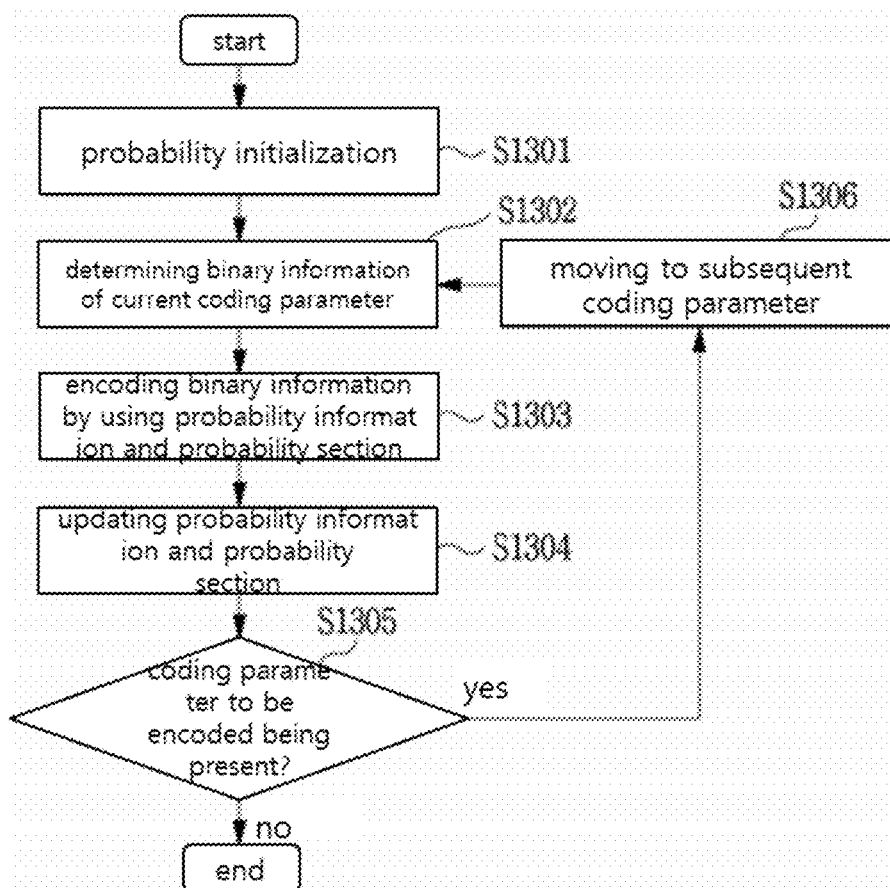 start
probability initialization
S1301
S1302
S1306
determining binary information
of current coding parameter
moving to subsequent
coding parameter
encoding binary information
by using probability informat
ion and probability section
S1303
updating probability informat
ion and probability
section
S1304
S1305
coding parame
ter to be
encoded being
present?
yes
no
end